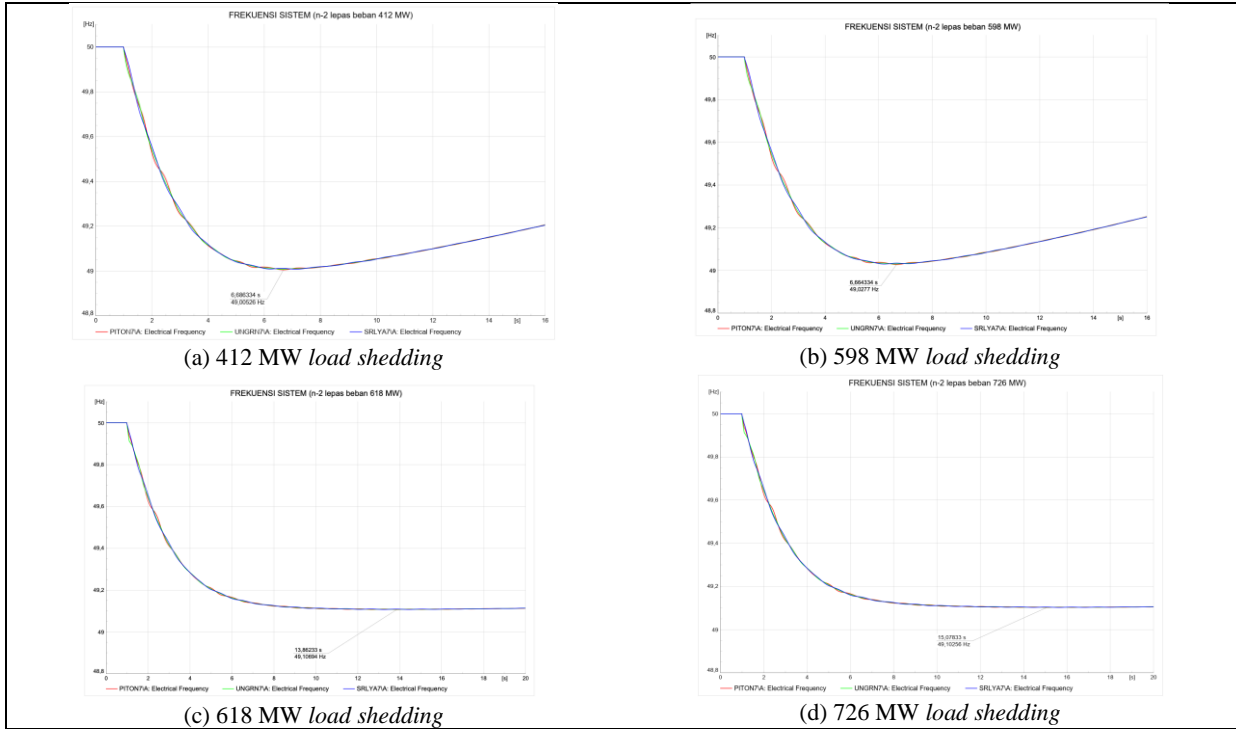 FREKUENSI SISTEM (n-2 lepas beban 412 MW)
[Hz]
50
49,8
49,6
49,4
49,2
49
48,8
0 2 4 6 8 10 12 14 [s] 16
6,686334 s
49,00526 Hz
PITON7\A: Electrical Frequency UNGRN7\A: Electrical Frequency SRLYA7\A: Electrical Frequency
(a) 412 MW load shedding
FREKUENSI SISTEM (n-2 lepas beban 598 MW)
[Hz]
50
49,8
49,6
49,4
49,2
49
48,8
0 2 4 6 8 10 12 14 [s] 16
6,664334 s
49,0277 Hz
PITON7\A: Electrical Frequency UNGRN7\A: Electrical Frequency SRLYA7\A: Electrical Frequency
(b) 598 MW load shedding
FREKUENSI SISTEM (n-2 lepas beban 618 MW)
[Hz]
50
49,8
49,6
49,4
49,2
49
48,8
0 2 4 6 8 10 12 14 16 18 [s] 20
13,86233 s
49,10694 Hz
PITON7\A: Electrical Frequency UNGRN7\A: Electrical Frequency SRLYA7\A: Electrical Frequency
(c) 618 MW load shedding
FREKUENSI SISTEM (n-2 lepas beban 726 MW)
[Hz]
50
49,8
49,6
49,4
49,2
49
48,8
0 2 4 6 8 10 12 14 16 18 [s] 20
15,07833 s
49,10256 Hz
PITON7\A: Electrical Frequency UNGRN7\A: Electrical Frequency SRLYA7\A: Electrical Frequency
(d) 726 MW load shedding